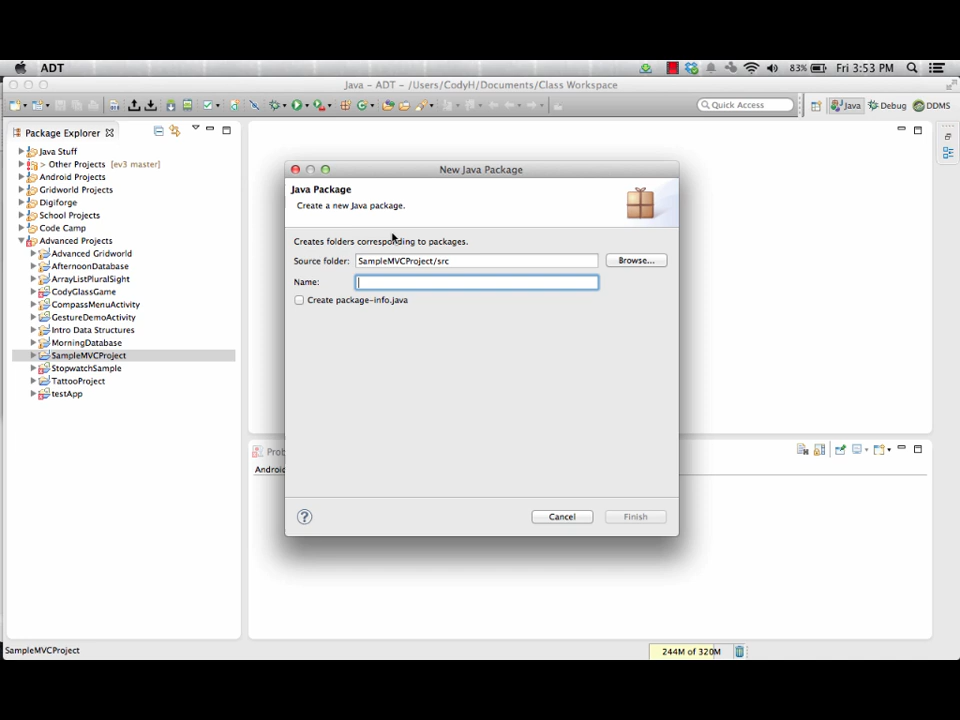 ADT
83%
Fri 3:53 PM
Java – ADT – /Users/CodyH/Documents/Class Workspace
Quick Access
Java
Debug
DDMS
Package Explorer
Java Stuff
> Other Projects [ev3 master]
Android Projects
Gridworld Projects
Digiforge
School Projects
Code Camp
Advanced Projects
Advanced Gridworld
AfternoonDatabase
ArrayListPluralSight
CodyGlassGame
CompassMenuActivity
GestureDemoActivity
Intro Data Structures
MorningDatabase
SampleMVCProject
StopwatchSample
TattooProject
testApp
New Java Package
Java Package
Create a new Java package.
Creates folders corresponding to packages.
Source folder: SampleMVCProject/src
Browse...
Name:
Create package-info.java
?
Cancel
Finish
Prob
Android
SampleMVCProject
244M of 320M